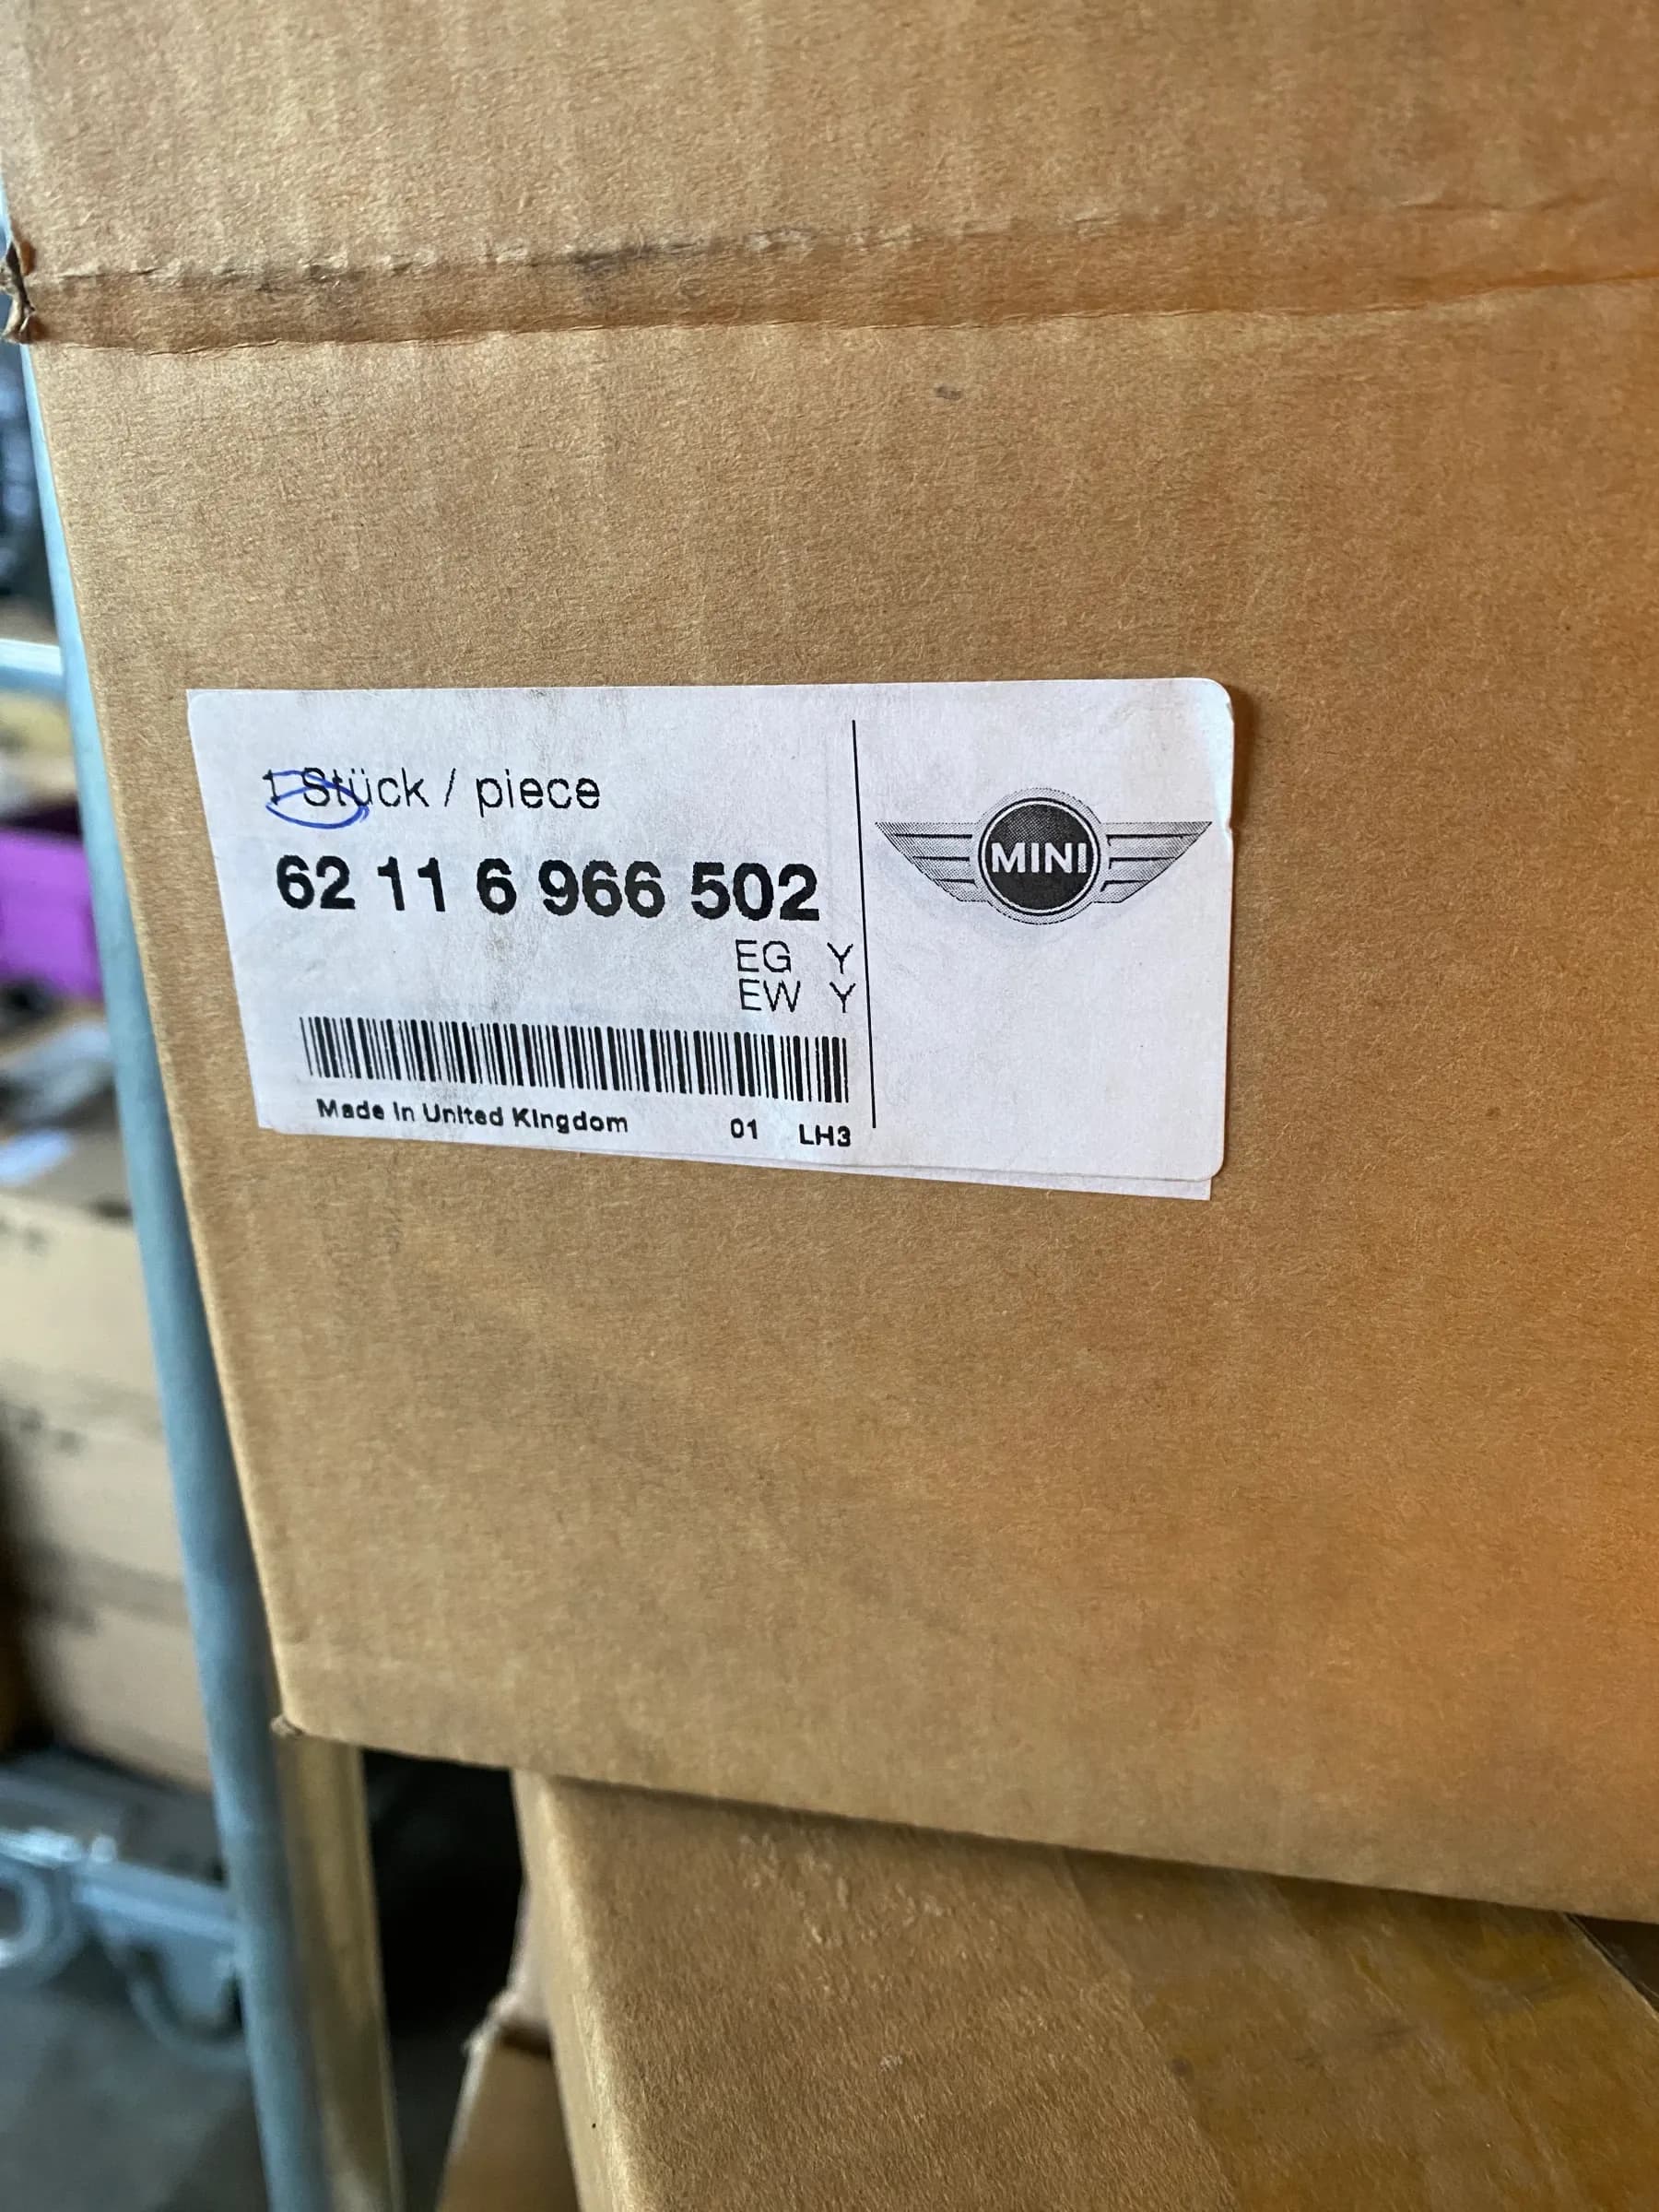 1 Stück / piece
62 11 6 966 502
EG Y
EW Y
Made in United Kingdom 01 LH3
MINI